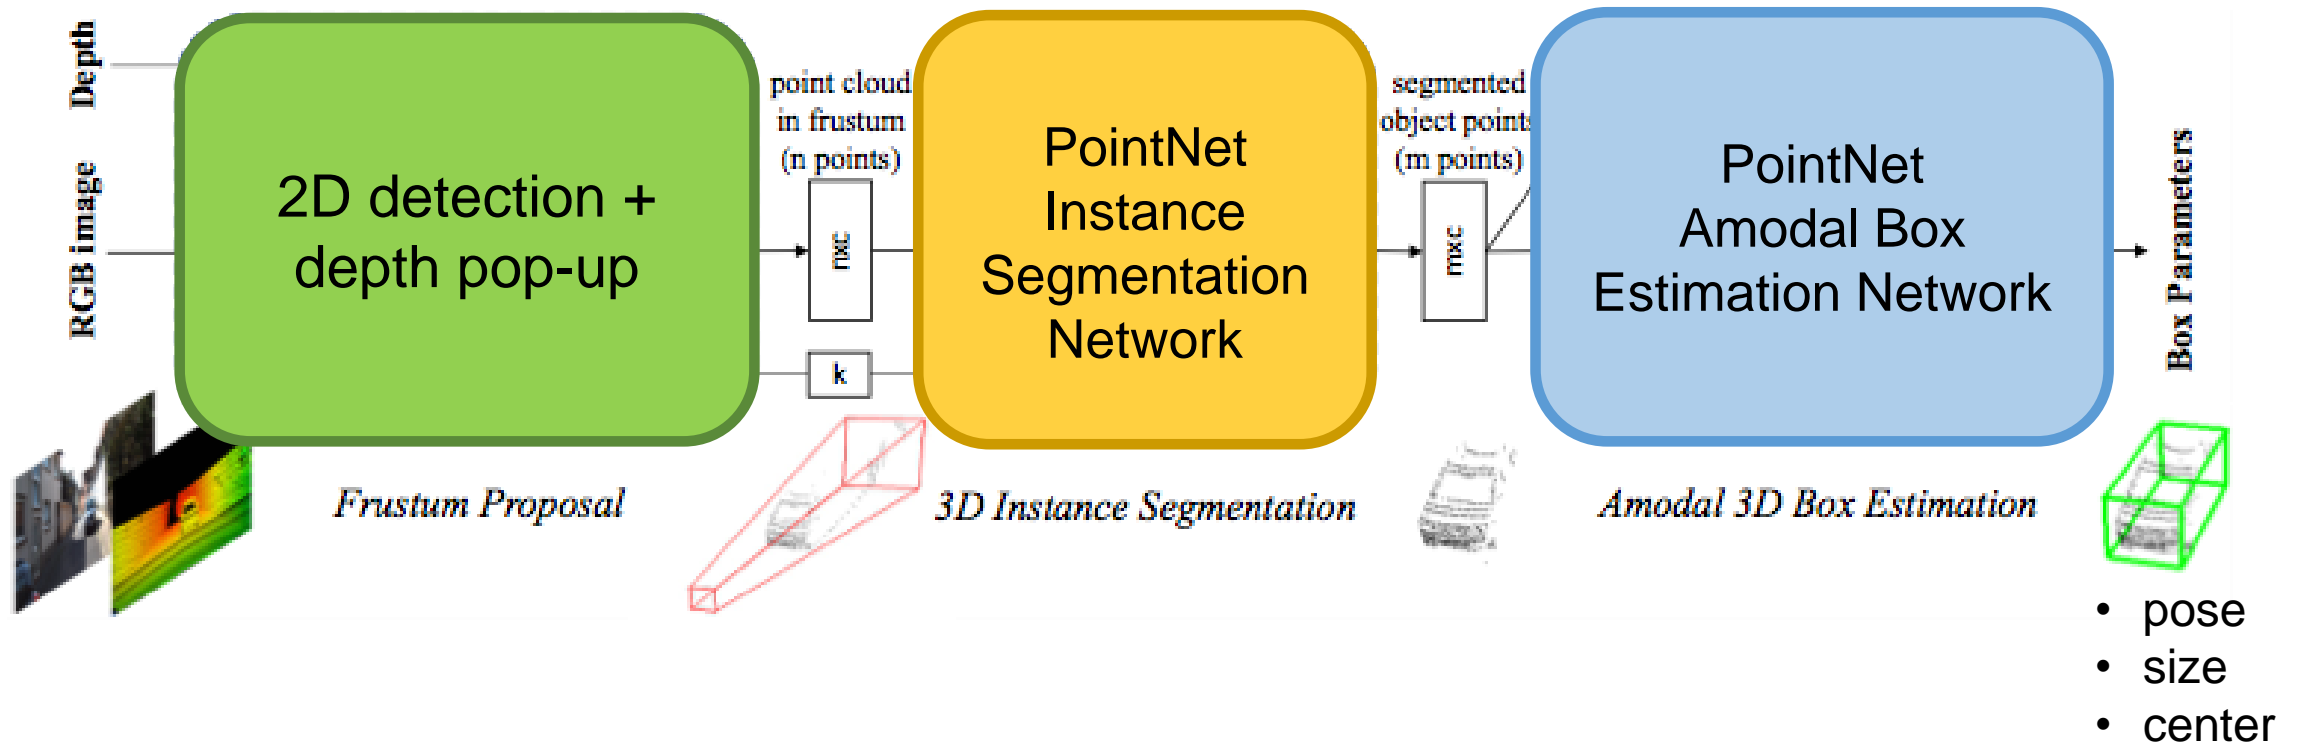 Depth
RGB image
2D detection +
depth pop-up
point cloud
in frustum
(n points)
nxc
k
PointNet
Instance
Segmentation
Network
segmented
object points
(m points)
mxc
PointNet
Amodal Box
Estimation Network
Box Parameters
Frustum Proposal
3D Instance Segmentation
Amodal 3D Box Estimation
• pose
• size
• center